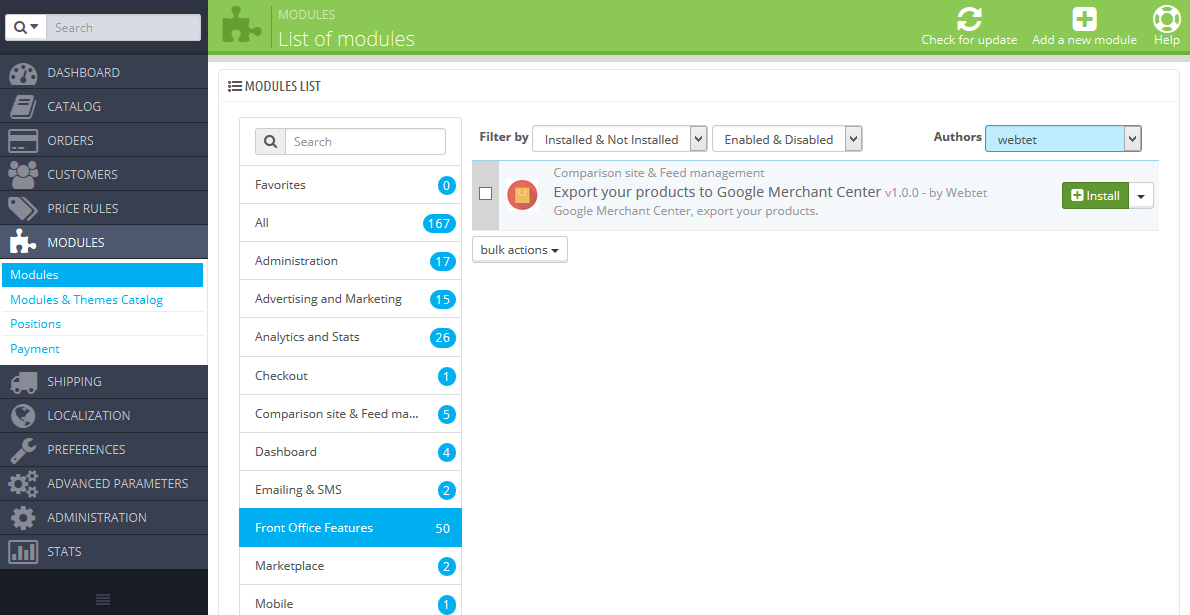 Search
MODULES
List of modules
Check for update
Add a new module
Help
DASHBOARD
CATALOG
ORDERS
CUSTOMERS
PRICE RULES
MODULES
Modules
Modules & Themes Catalog
Positions
Payment
SHIPPING
LOCALIZATION
PREFERENCES
ADVANCED PARAMETERS
ADMINISTRATION
STATS
MODULES LIST
Search
Favorites 0
All 167
Administration 17
Advertising and Marketing 15
Analytics and Stats 26
Checkout 1
Comparison site & Feed ma... 5
Dashboard 4
Emailing & SMS 2
Front Office Features 50
Marketplace 2
Mobile 1
Filter by Installed & Not Installed Enabled & Disabled Authors webtet
Comparison site & Feed management
Export your products to Google Merchant Center v1.0.0 - by Webtet
Google Merchant Center, export your products.
Install
bulk actions